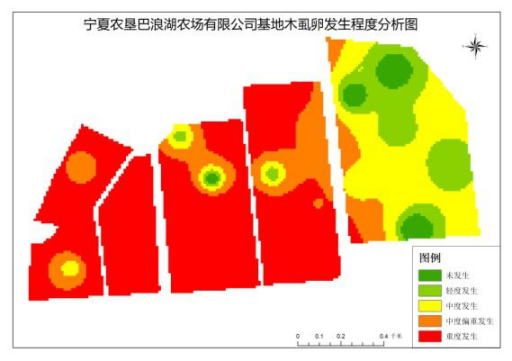 宁夏农垦巴浪湖农场有限公司基地木虱卵发生程度分析图
图例
未发生
轻度发生
中度发生
中度偏重发生
重度发生
0 0.1 0.2 0.4 千米